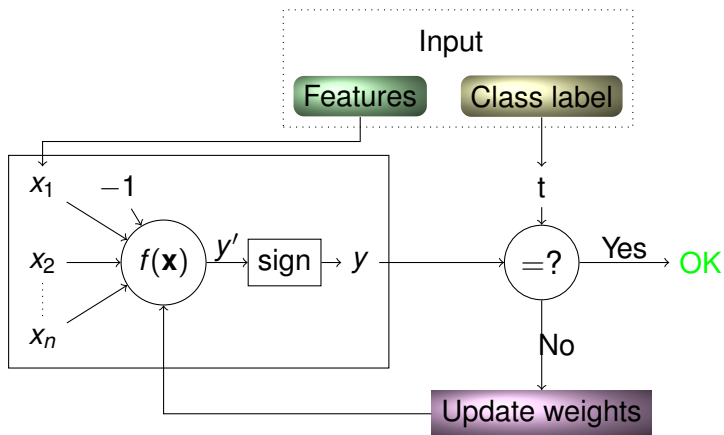 Input
Features
Class label
x₁
−1
t
x₂
f(x)
y′
sign
y
=?
Yes
OK
xₙ
No
Update weights